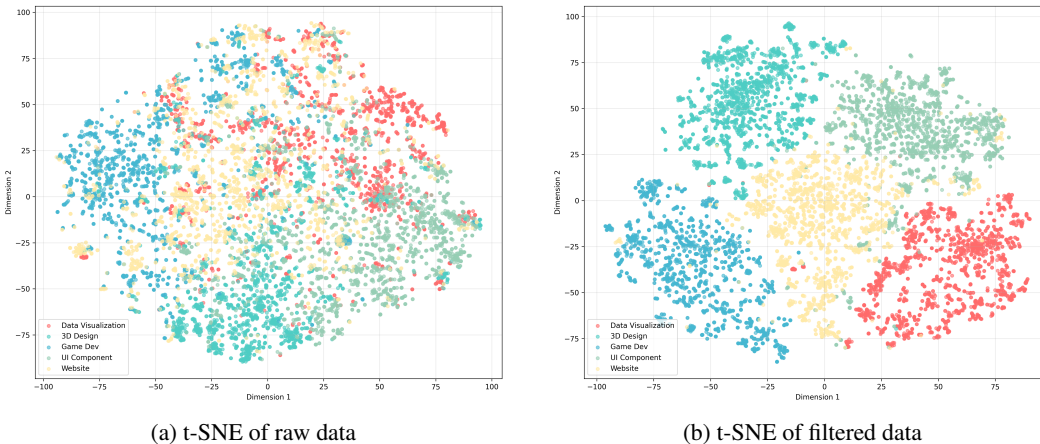 100
75
50
25
0
−25
−50
−75
Dimension 2
Data Visualization
3D Design
Game Dev
UI Component
Website
−100
−75
−50
−25
0
25
50
75
100
Dimension 1
(a) t-SNE of raw data
100
75
50
25
0
−25
−50
−75
Dimension 2
Data Visualization
3D Design
Game Dev
UI Component
Website
−100
−75
−50
−25
0
25
50
75
Dimension 1
(b) t-SNE of filtered data